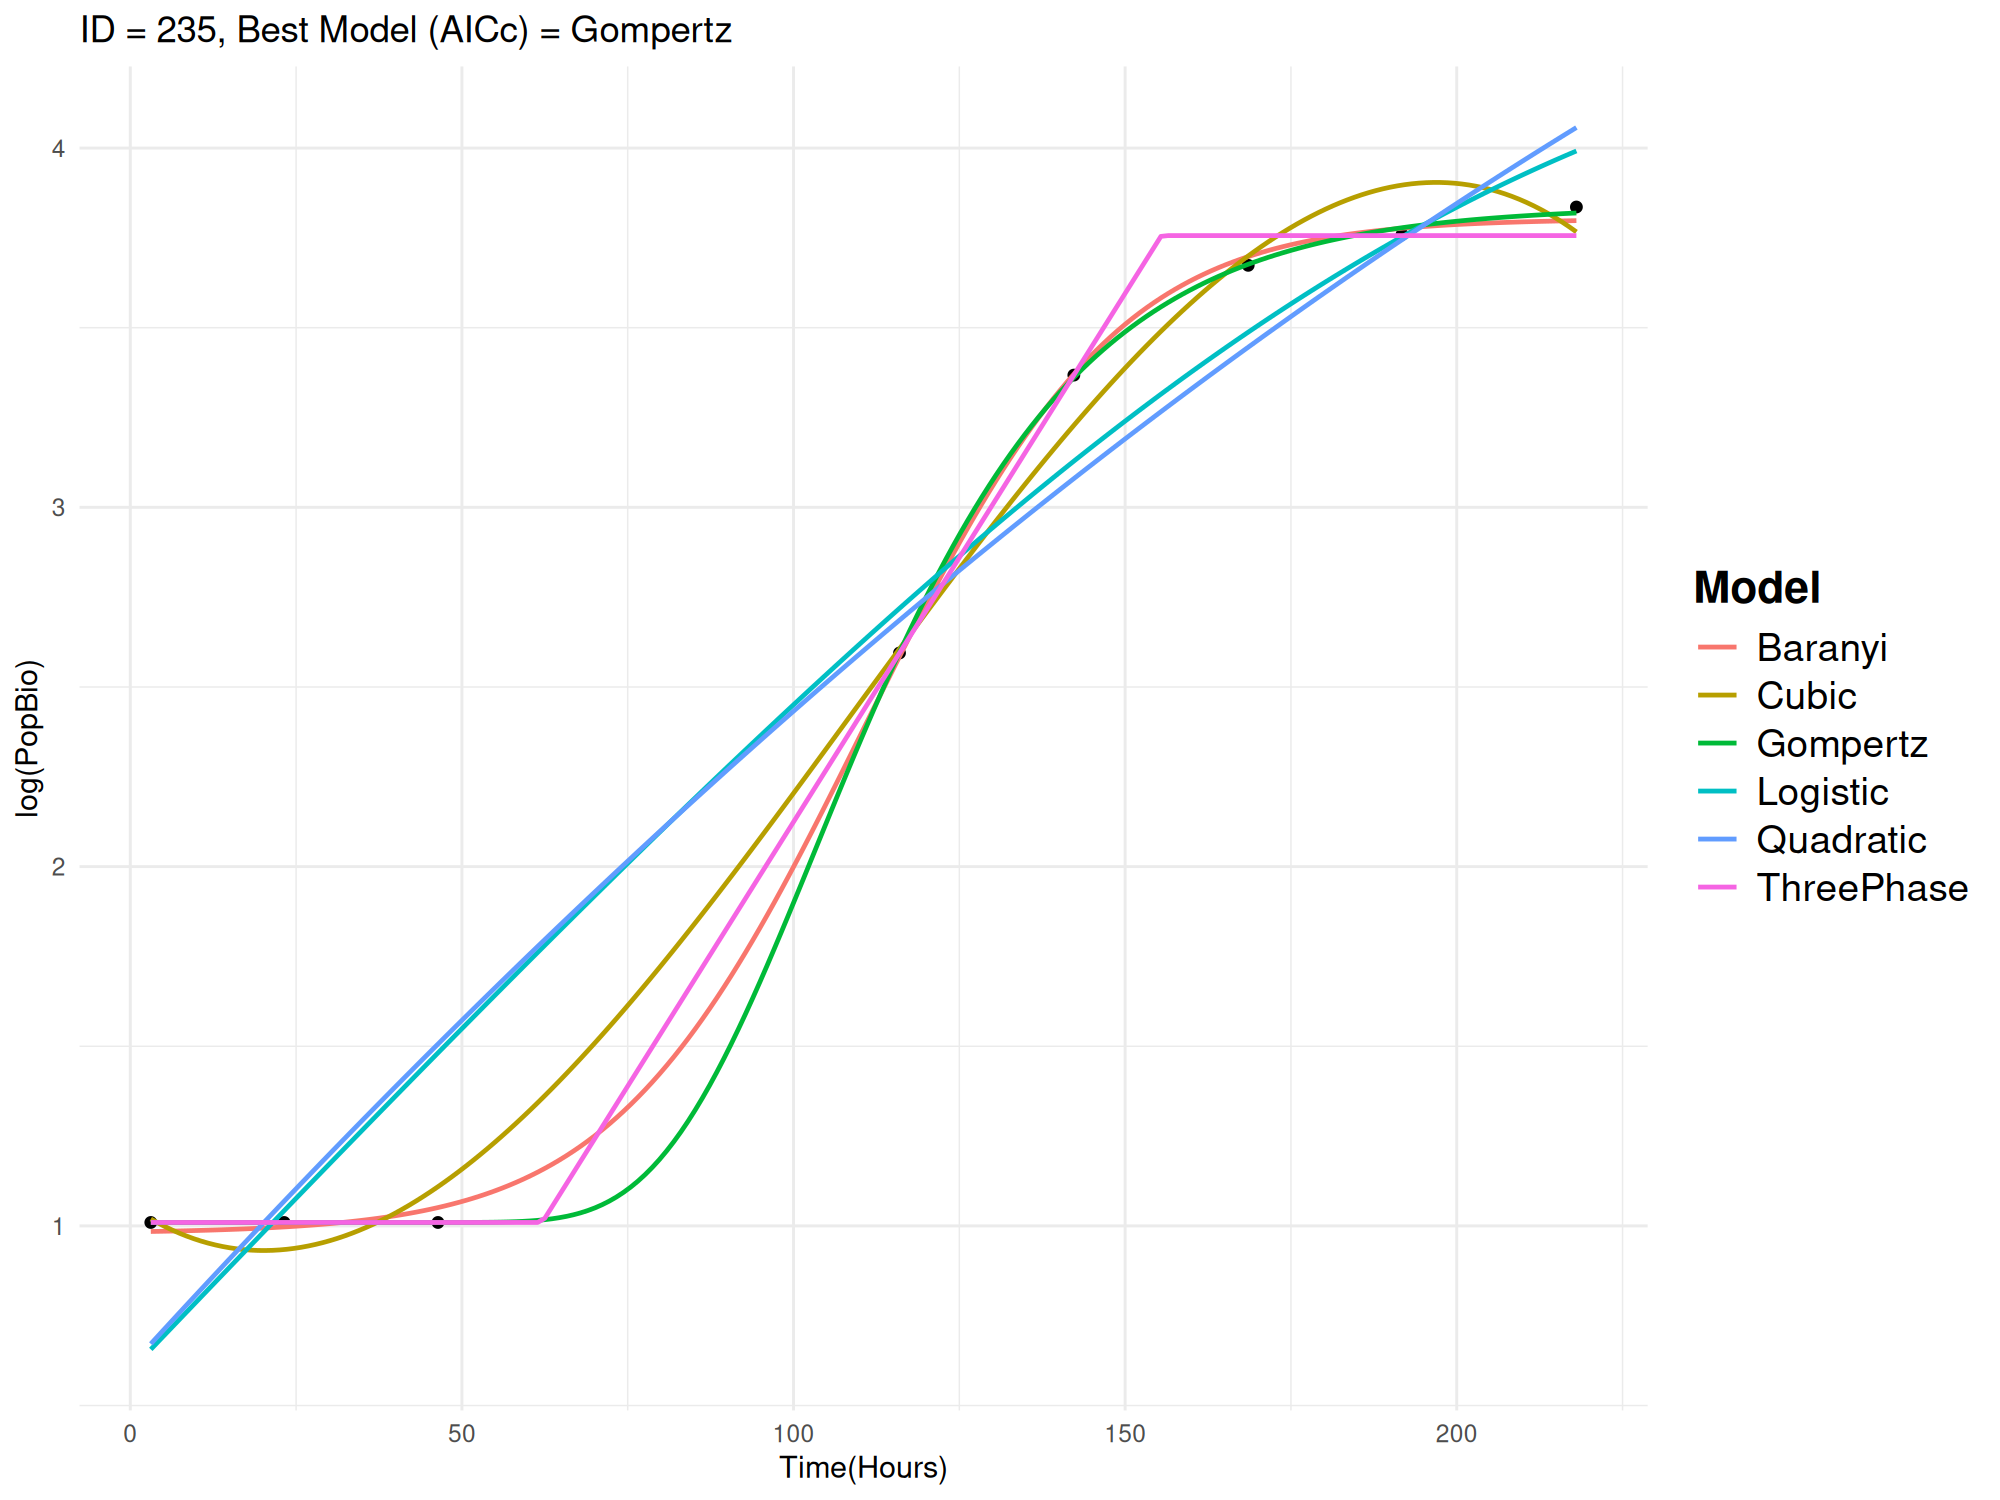 ID = 235, Best Model (AICc) = Gompertz
4
3
2
1
log(PopBio)
0 50 100 150 200
Time(Hours)
Model
Baranyi
Cubic
Gompertz
Logistic
Quadratic
ThreePhase